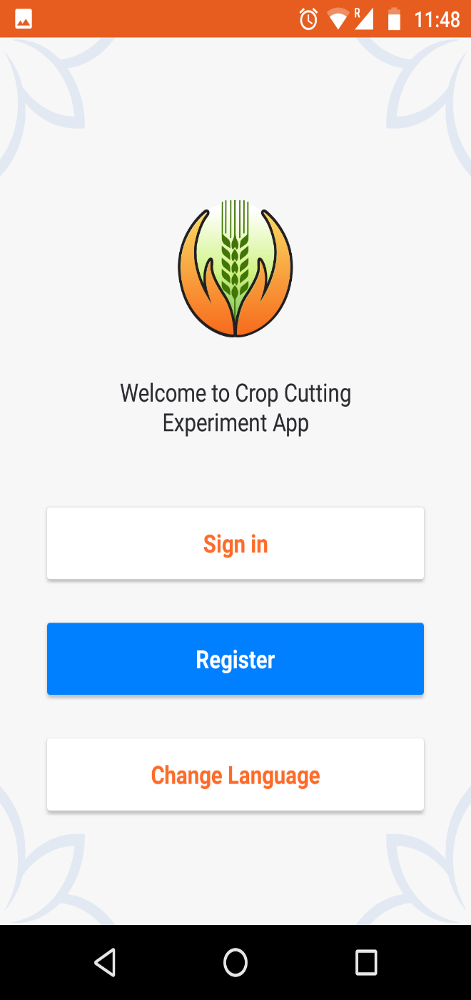 R 11:48
Welcome to Crop Cutting
Experiment App
Sign in
Register
Change Language